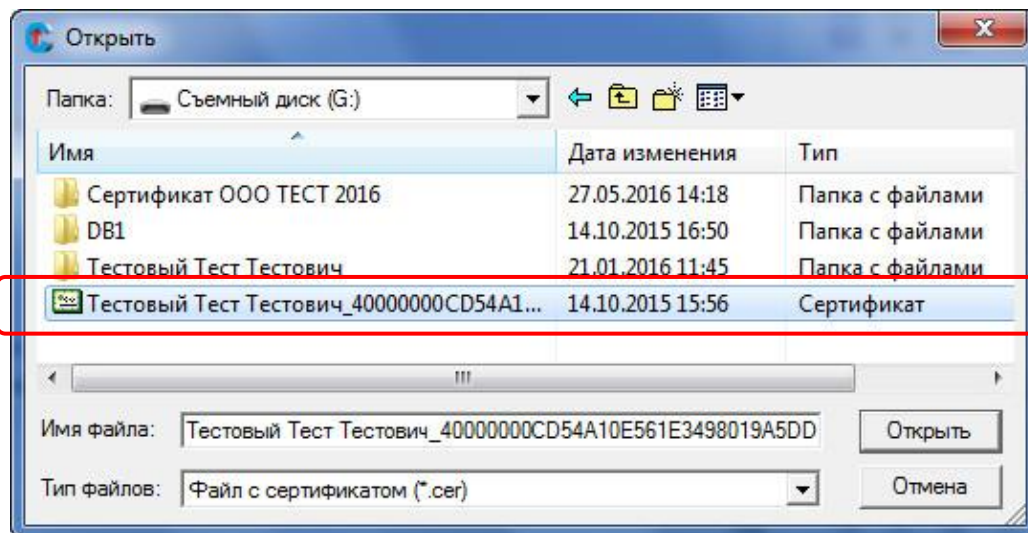 Открыть
Папка: Съемный диск (G:)
Имя Дата изменения Тип
Сертификат ООО ТЕСТ 2016 27.05.2016 14:18 Папка с файлами
DB1 14.10.2015 16:50 Папка с файлами
Тестовый Тест Тестович 21.01.2016 11:45 Папка с файлами
Тестовый Тест Тестович_40000000CD54A1... 14.10.2015 15:56 Сертификат
Имя файла: Тестовый Тест Тестович_40000000CD54A10E561E3498019A5DD Открыть
Тип файлов: Файл с сертификатом (*.cer) Отмена